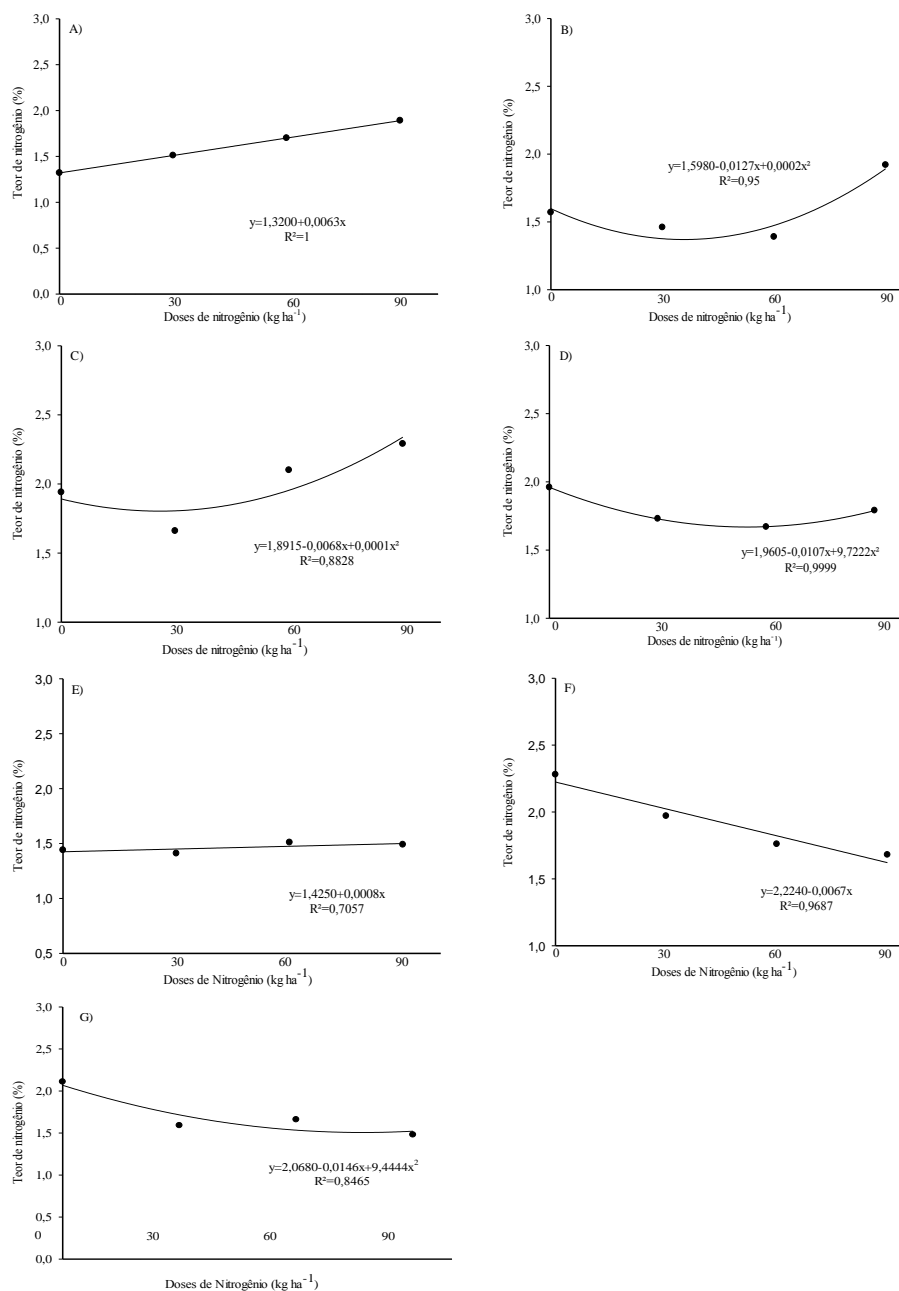 A)
Teor de nitrogênio (%)
3,0
2,5
2,0
1,5
1,0
0,5
0,0
y=1,3200+0,0063x
R²=1
0 30 60 90
Doses de nitrogênio (kg ha⁻¹)
B)
Teor de nitrogênio (%)
3,0
2,5
2,0
1,5
1,0
y=1,5980-0,0127x+0,0002x²
R²=0,95
0 30 60 90
Doses de nitrogênio (kg ha⁻¹)
C)
Teor de nitrogênio (%)
3,0
2,5
2,0
1,5
1,0
y=1,8915-0,0068x+0,0001x²
R²=0,8828
0 30 60 90
Doses de nitrogênio (kg ha⁻¹)
D)
Teor de nitrogênio (%)
3,0
2,5
2,0
1,5
1,0
y=1,9605-0,0107x+9,7222x²
R²=0,9999
0 30 60 90
Doses de nitrogênio (kg ha⁻¹)
E)
Teor de nitrogênio (%)
3,0
2,5
2,0
1,5
1,0
0,5
y=1,4250+0,0008x
R²=0,7057
0 30 60 90
Doses de Nitrogênio (kg ha⁻¹)
F)
Teor de nitrogênio (%)
3,0
2,5
2,0
1,5
1,0
y=2,2240-0,0067x
R²=0,9687
0 30 60 90
Doses de Nitrogênio (kg ha⁻¹)
G)
Teor de nitrogênio (%)
3,0
2,5
2,0
1,5
1,0
0,5
0,0
y=2,0680-0,0146x+9,4444x²
R²=0,8465
0 30 60 90
Doses de Nitrogênio (kg ha⁻¹)